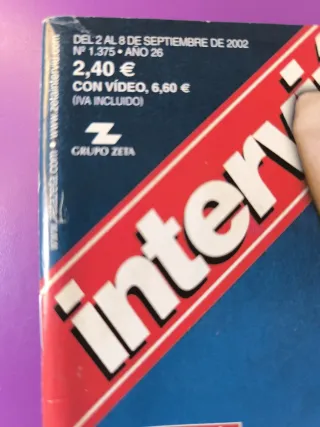 DEL 2 AL 8 DE SEPTIEMBRE DE 2002
Nº 1.375 • AÑO 26
2,40 €
CON VÍDEO, 6,60 €
(IVA INCLUIDO)
GRUPO ZETA
www.zetainterviu.com
interv